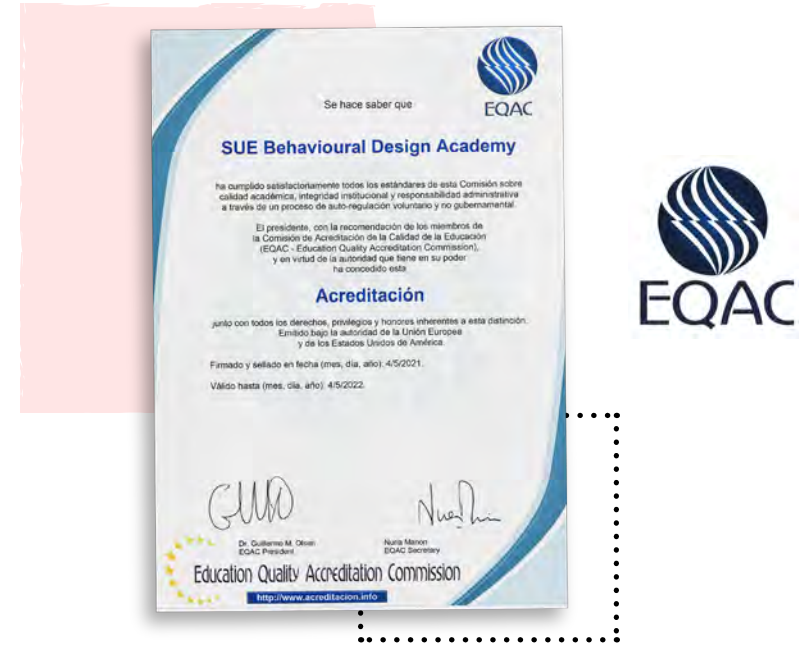 EQAC
Se hace saber que
SUE Behavioural Design Academy
ha cumplido satisfactoriamente todos los estándares de esta Comisión sobre
calidad académica, integridad institucional y responsabilidad administrativa
a través de un proceso de auto-regulación voluntario y no gubernamental.
El presidente, con la recomendación de los miembros de
la Comisión de Acreditación de la Calidad de la Educación
(EQAC - Education Quality Accreditation Commission),
y en virtud de la autoridad que tiene en su poder
ha concedido esta
Acreditación
junto con todos los derechos, privilegios y honores inherentes a esta distinción.
Emitido bajo la autoridad de la Unión Europea
y de los Estados Unidos de América.
Firmado y sellado en fecha (mes, día, año): 4/5/2021.
Válido hasta (mes, día, año): 4/5/2022.
Dr. Guillermo M.
EQAC President
Nuria
EQAC Secretary
Education Quality Accreditation Commission
http://www.acreditacion.info
EQAC